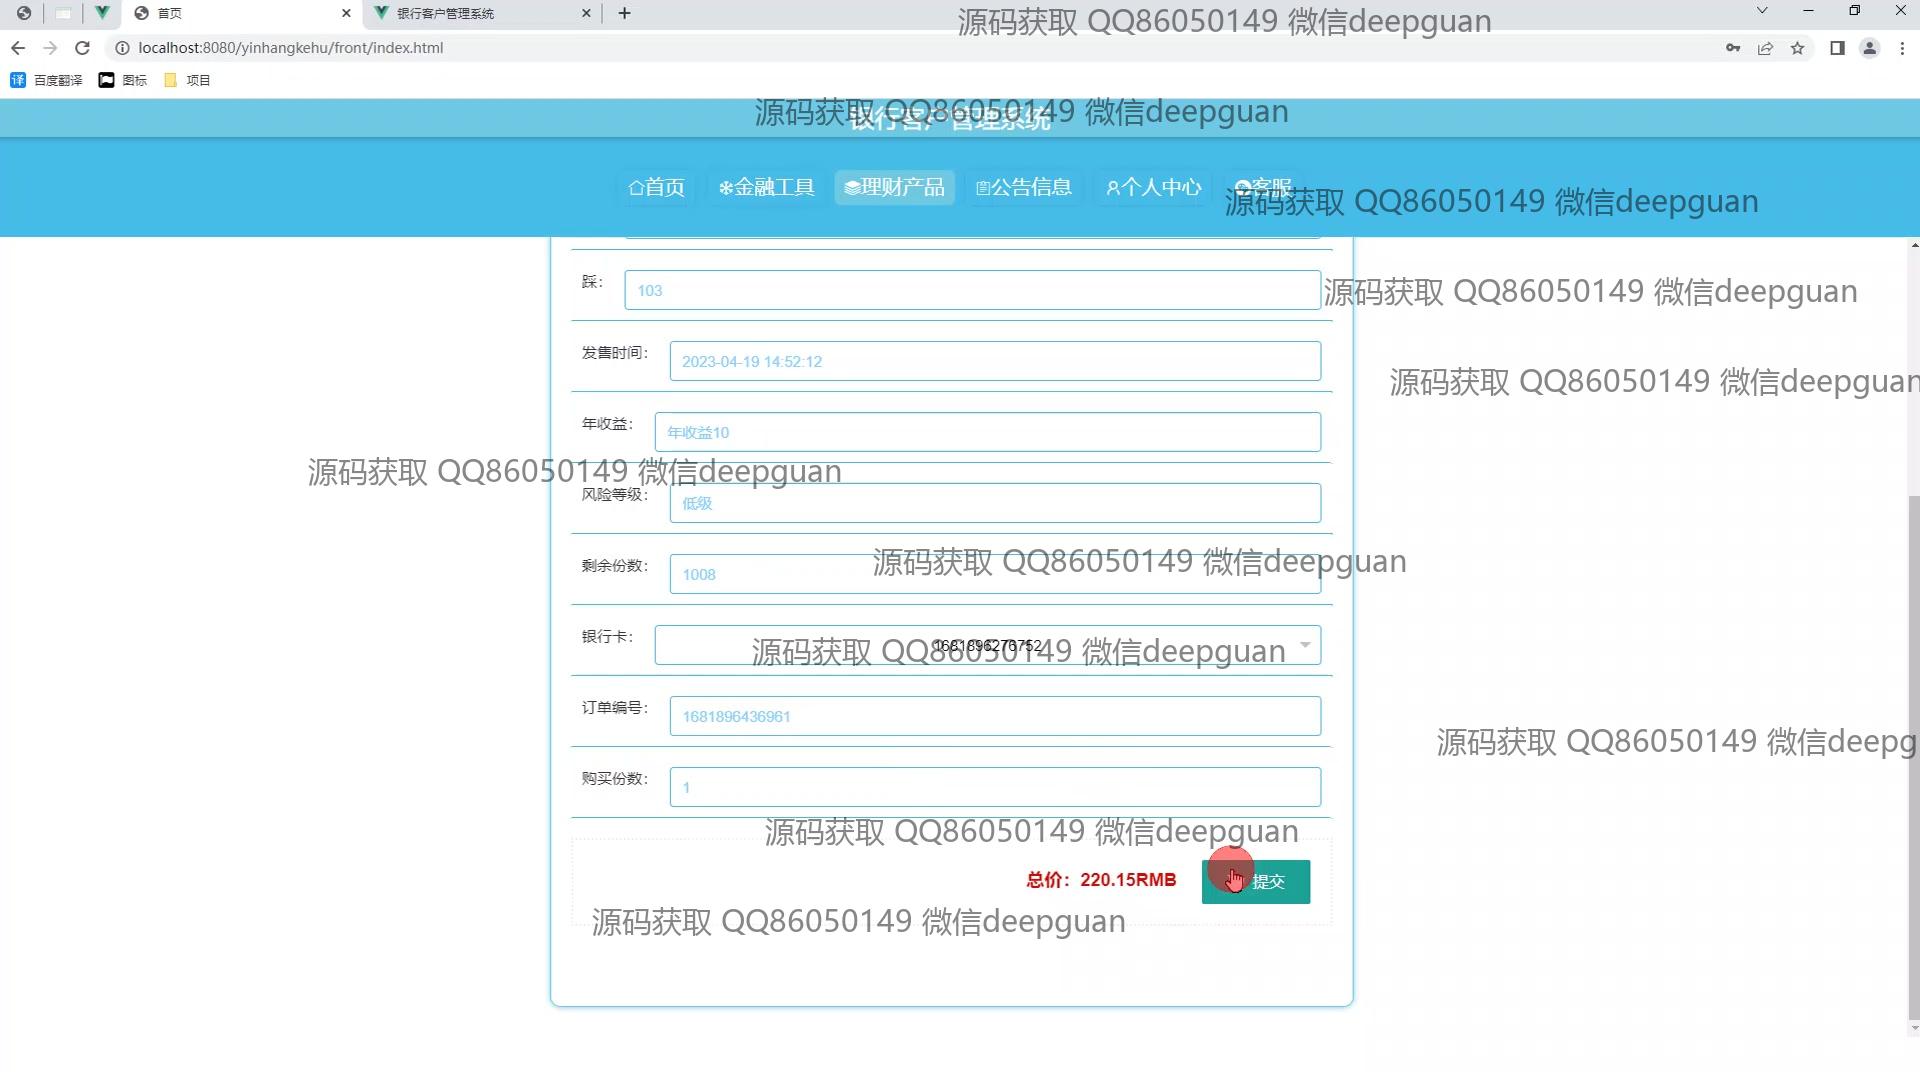 首页
银行客户管理系统
源码获取 QQ86050149 微信deepguan
localhost:8080/yinhangkehu/front/index.html
百度翻译
图标
项目
源码获取 QQ86050149 微信deepguan
银行客户管理系统
首页
金融工具
理财产品
公告信息
个人中心
客服
源码获取 QQ86050149 微信deepguan
踩：
103
源码获取 QQ86050149 微信deepguan
发售时间：
2023-04-19 14:52:12
源码获取 QQ86050149 微信deepguan
年收益：
年收益10
源码获取 QQ86050149 微信deepguan
风险等级：
低级
剩余份数：
1008
源码获取 QQ86050149 微信deepguan
银行卡：
1681896276752
源码获取 QQ86050149 微信deepguan
订单编号：
1681896436961
源码获取 QQ86050149 微信deepg
购买份数：
1
源码获取 QQ86050149 微信deepguan
总价：220.15RMB
提交
源码获取 QQ86050149 微信deepguan